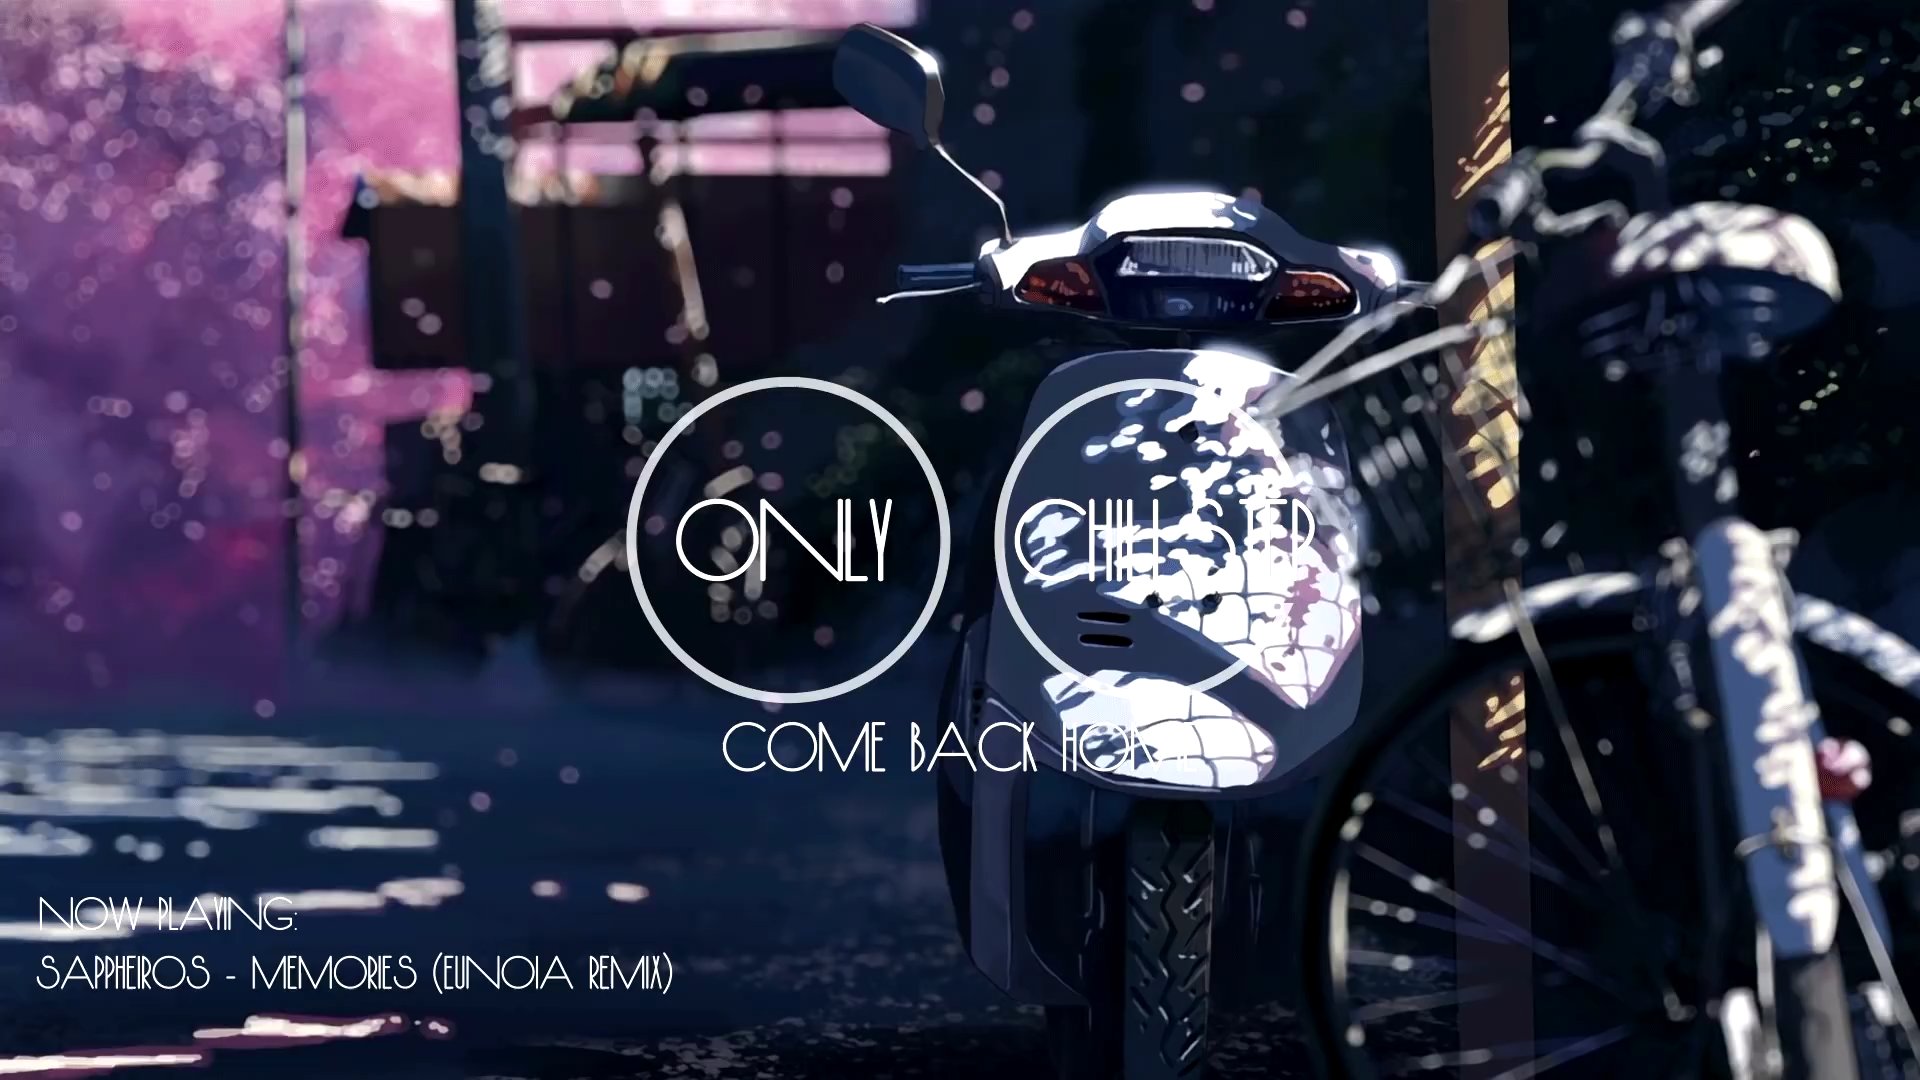 ONLY CHILLSTEP
COME BACK HOME
NOW PLAYING:
SAPPHEIROS - MEMORIES (EUNOIA REMIX)